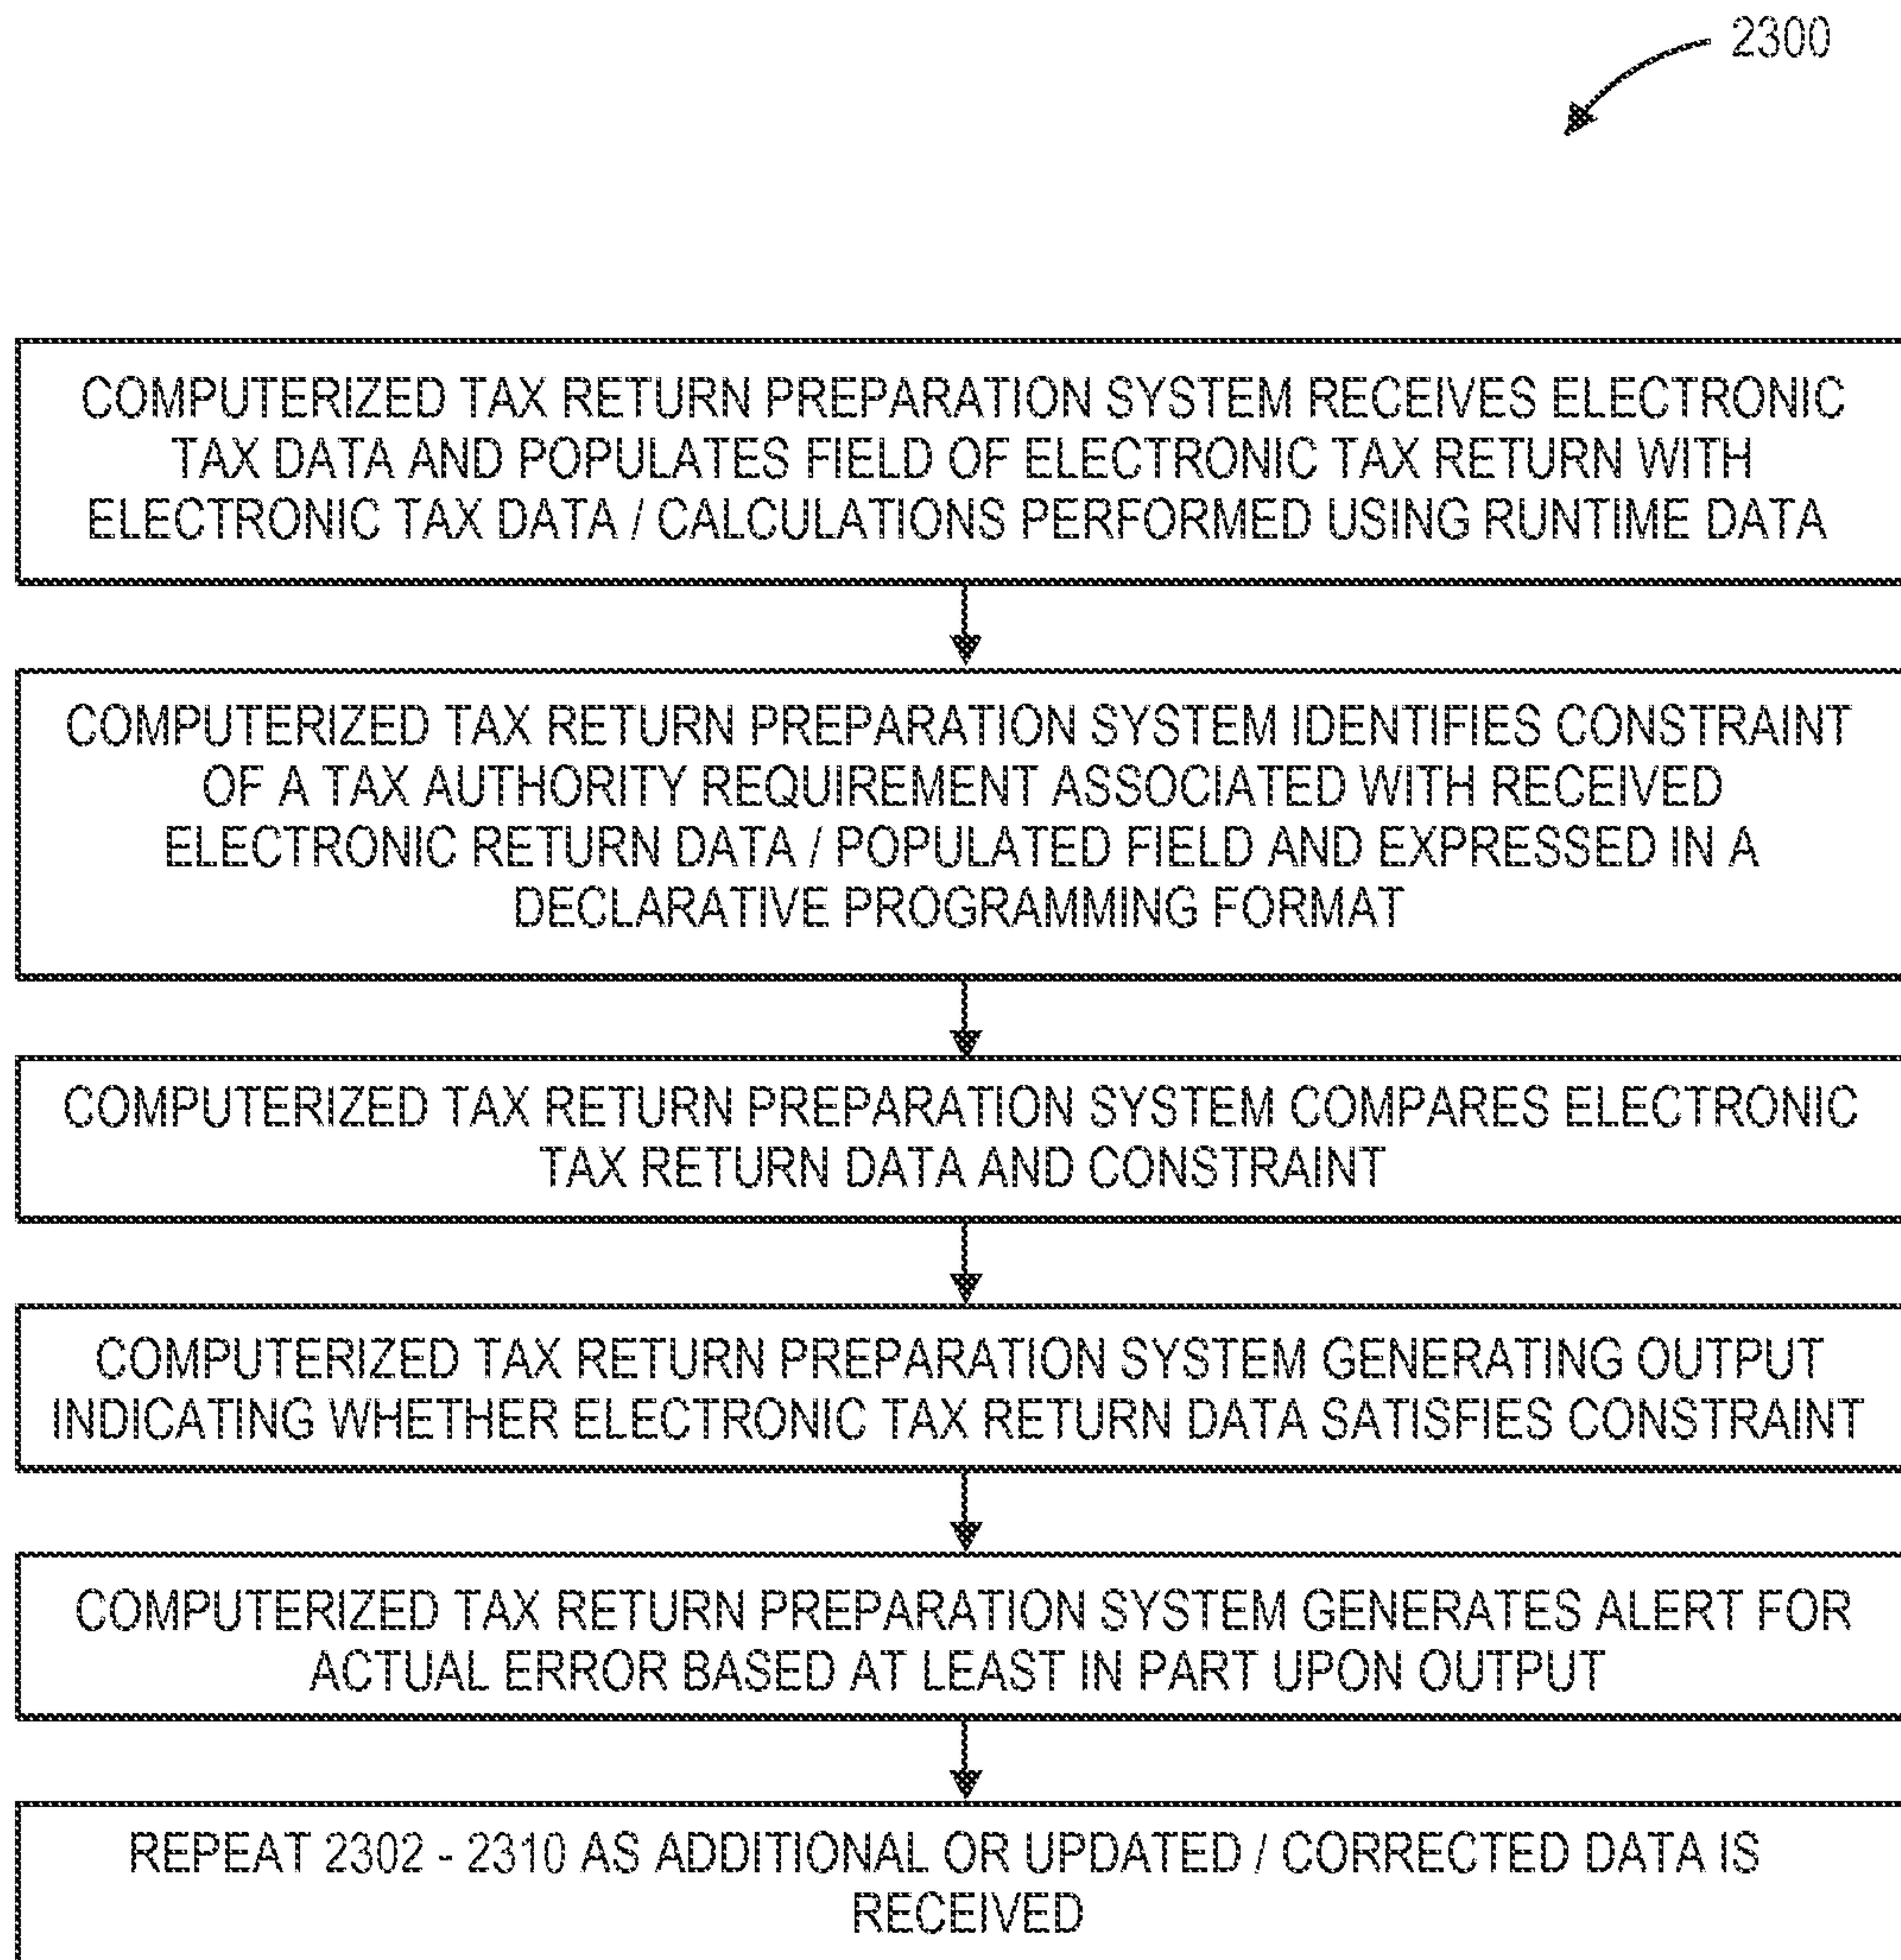 2300
COMPUTERIZED TAX RETURN PREPARATION SYSTEM RECEIVES ELECTRONIC
TAX DATA AND POPULATES FIELD OF ELECTRONIC TAX RETURN WITH
ELECTRONIC TAX DATA / CALCULATIONS PERFORMED USING RUNTIME DATA
COMPUTERIZED TAX RETURN PREPARATION SYSTEM IDENTIFIES CONSTRAINT
OF A TAX AUTHORITY REQUIREMENT ASSOCIATED WITH RECEIVED
ELECTRONIC RETURN DATA / POPULATED FIELD AND EXPRESSED IN A
DECLARATIVE PROGRAMMING FORMAT
COMPUTERIZED TAX RETURN PREPARATION SYSTEM COMPARES ELECTRONIC
TAX RETURN DATA AND CONSTRAINT
COMPUTERIZED TAX RETURN PREPARATION SYSTEM GENERATING OUTPUT
INDICATING WHETHER ELECTRONIC TAX RETURN DATA SATISFIES CONSTRAINT
COMPUTERIZED TAX RETURN PREPARATION SYSTEM GENERATES ALERT FOR
ACTUAL ERROR BASED AT LEAST IN PART UPON OUTPUT
REPEAT 2302 - 2310 AS ADDITIONAL OR UPDATED / CORRECTED DATA IS
RECEIVED